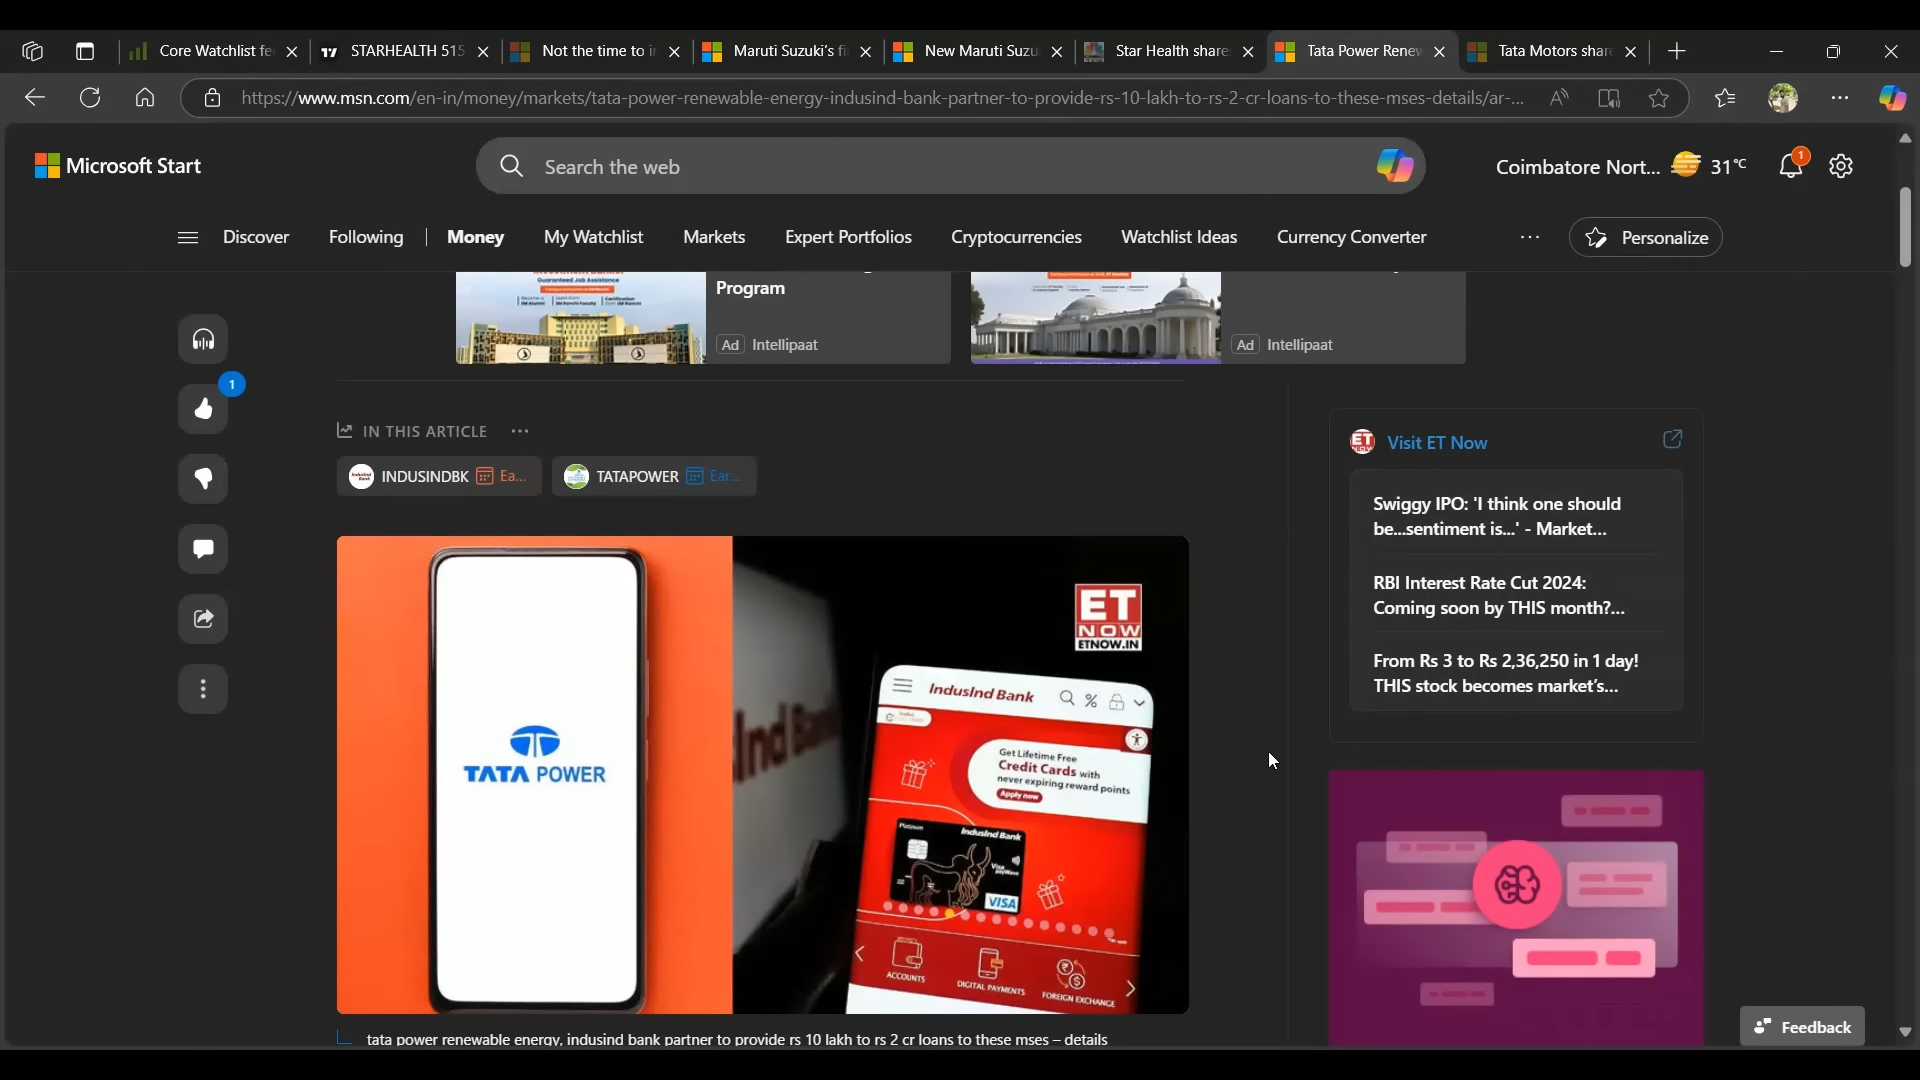 Core Watchlist fe
STARHEALTH 515
Not the time to i
Maruti Suzuki's fi
New Maruti Suzu
Star Health share
Tata Power Renew
Tata Motors shar
https://www.msn.com/en-in/money/markets/tata-power-renewable-energy-indusind-bank-partner-to-provide-rs-10-lakh-to-rs-2-cr-loans-to-these-mses-details/ar-...
Microsoft Start
Search the web
Coimbatore Nort...
31°C
1
Discover
Following
Money
My Watchlist
Markets
Expert Portfolios
Cryptocurrencies
Watchlist Ideas
Currency Converter
...
Personalize
Guaranteed Job Assistance
Program
Ad Intellipaat
Ad Intellipaat
1
IN THIS ARTICLE ...
INDUSINDBK Ea...
TATAPOWER Ear...
TATA POWER
ET
NOW
ETNOW.IN
IndusInd Bank
Get Lifetime Free
Credit Cards with
never expiring reward points
Apply now
Platinum
IndusInd Bank
VISA
ACCOUNTS
DIGITAL PAYMENTS
FOREIGN EXCHANGE
tata power renewable energy, indusind bank partner to provide rs 10 lakh to rs 2 cr loans to these mses – details
ET
NOW
Visit ET Now
Swiggy IPO: 'I think one should
be...sentiment is...' - Market...
RBI Interest Rate Cut 2024:
Coming soon by THIS month?...
From Rs 3 to Rs 2,36,250 in 1 day!
THIS stock becomes market's...
Feedback